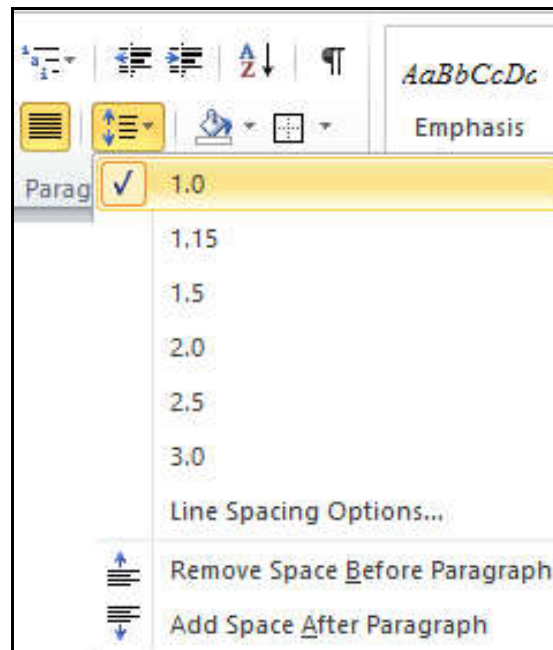 AaBbCcDc
Emphasis
Parag
1.0
1.15
1.5
2.0
2.5
3.0
Line Spacing Options...
Remove Space Before Paragraph
Add Space After Paragraph